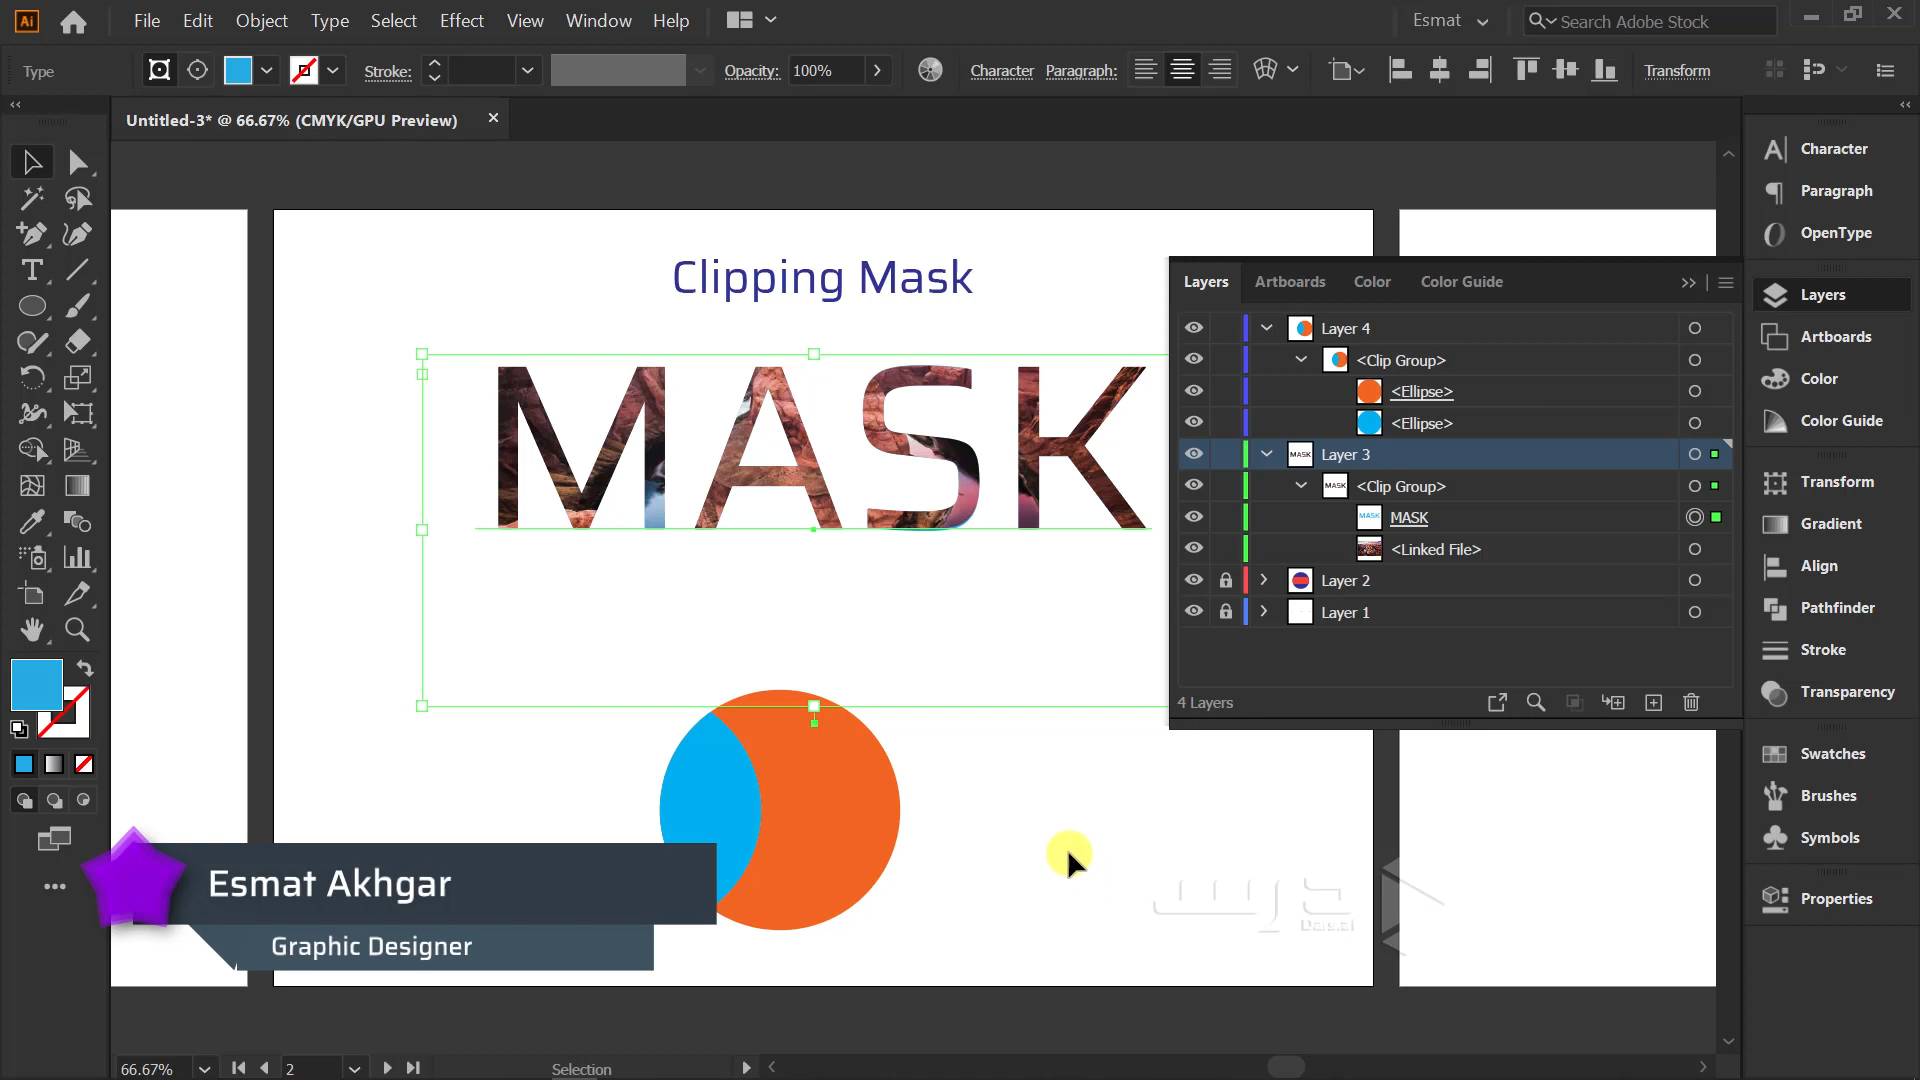 Ai File Edit Object Type Select Effect View Window Help Esmat Search Adobe Stock
Type Stroke: Opacity: 100% Character Paragraph: Transform
Untitled-3* @ 66.67% (CMYK/GPU Preview)
Clipping Mask
MASK
Layers Artboards Color Color Guide
Layer 4
<Clip Group>
<Ellipse>
<Ellipse>
Layer 3
<Clip Group>
MASK
<Linked File>
Layer 2
Layer 1
4 Layers
Character
Paragraph
OpenType
Layers
Artboards
Color
Color Guide
Transform
Gradient
Align
Pathfinder
Stroke
Transparency
Swatches
Brushes
Symbols
Properties
Esmat Akhgar
Graphic Designer
Dars.ai
66.67% 2 Selection